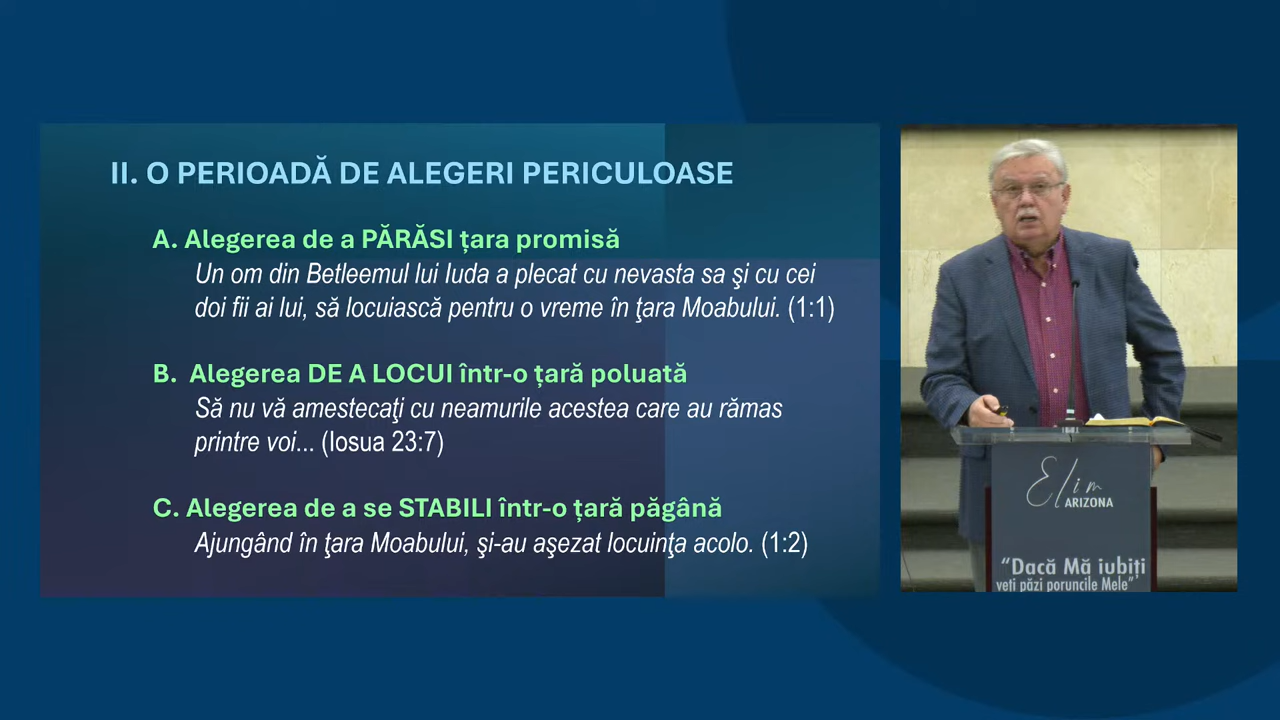 II. O PERIOADĂ DE ALEGERI PERICULOASE
A. Alegerea de a PĂRĂSI țara promisă
Un om din Betleemul lui Iuda a plecat cu nevasta sa şi cu cei
doi fii ai lui, să locuiască pentru o vreme în ţara Moabului. (1:1)
B. Alegerea DE A LOCUI într-o țară poluată
Să nu vă amestecaţi cu neamurile acestea care au rămas
printre voi... (Iosua 23:7)
C. Alegerea de a se STABILI într-o țară păgână
Ajungând în ţara Moabului, şi-au aşezat locuinţa acolo. (1:2)
Elim
ARIZONA
“Dacă Mă iubiți
veți păzi poruncile Mele”